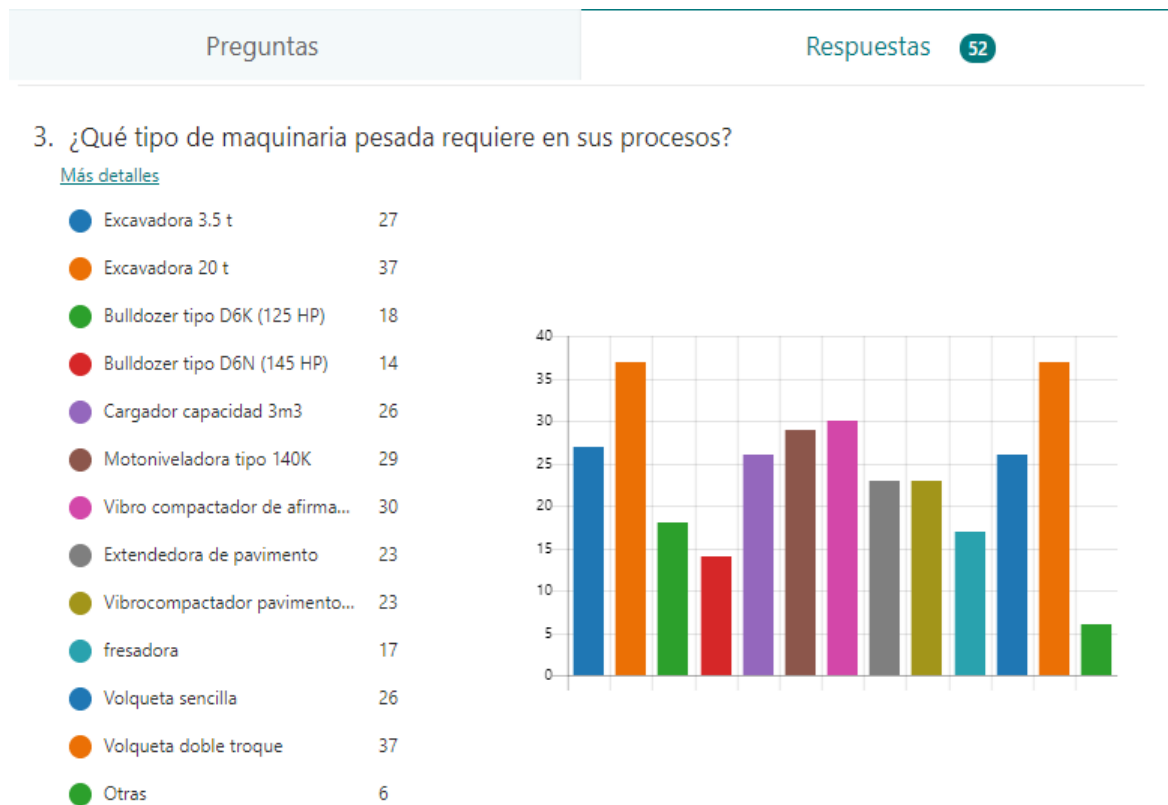 Preguntas
Respuestas 52
3. ¿Qué tipo de maquinaria pesada requiere en sus procesos?
Más detalles
Excavadora 3.5 t 27
Excavadora 20 t 37
Bulldozer tipo D6K (125 HP) 18
Bulldozer tipo D6N (145 HP) 14
Cargador capacidad 3m3 26
Motoniveladora tipo 140K 29
Vibro compactador de afirma... 30
Extendedora de pavimento 23
Vibrocompactador pavimento... 23
fresadora 17
Volqueta sencilla 26
Volqueta doble troque 37
Otras 6
40
35
30
25
20
15
10
5
0